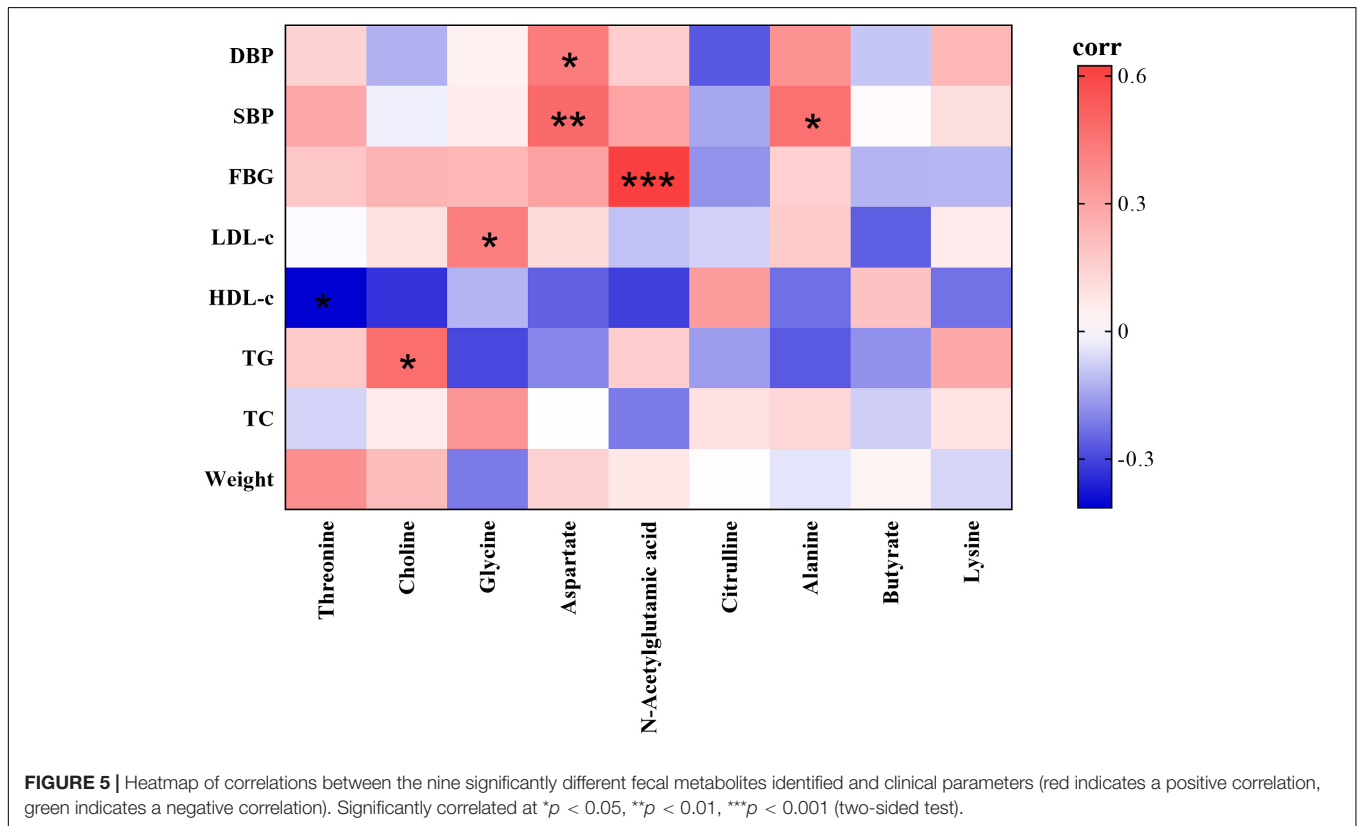 DBP
SBP
FBG
LDL-c
HDL-c
TG
TC
Weight
*
** *
***
*
*
*
Threonine
Choline
Glycine
Aspartate
N-Acetylglutamic acid
Citrulline
Alanine
Butyrate
Lysine
corr
0.6
0.3
0
-0.3
FIGURE 5 | Heatmap of correlations between the nine significantly different fecal metabolites identified and clinical parameters (red indicates a positive correlation,
green indicates a negative correlation). Significantly correlated at *p < 0.05, **p < 0.01, ***p < 0.001 (two-sided test).